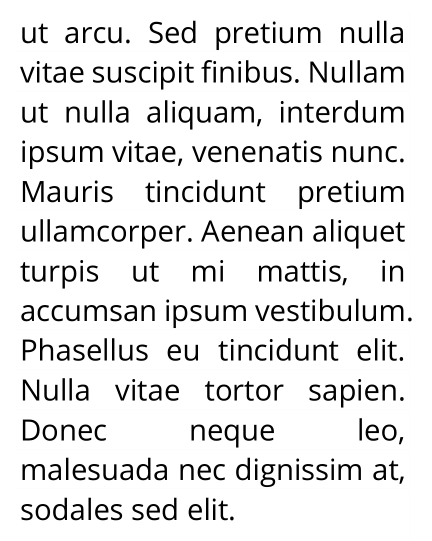 ut arcu. Sed pretium nulla
vitae suscipit finibus. Nullam
ut nulla aliquam, interdum
ipsum vitae, venenatis nunc.
Mauris tincidunt pretium
ullamcorper. Aenean aliquet
turpis ut mi mattis, in
accumsan ipsum vestibulum.
Phasellus eu tincidunt elit.
Nulla vitae tortor sapien.
Donec neque leo,
malesuada nec dignissim at,
sodales sed elit.